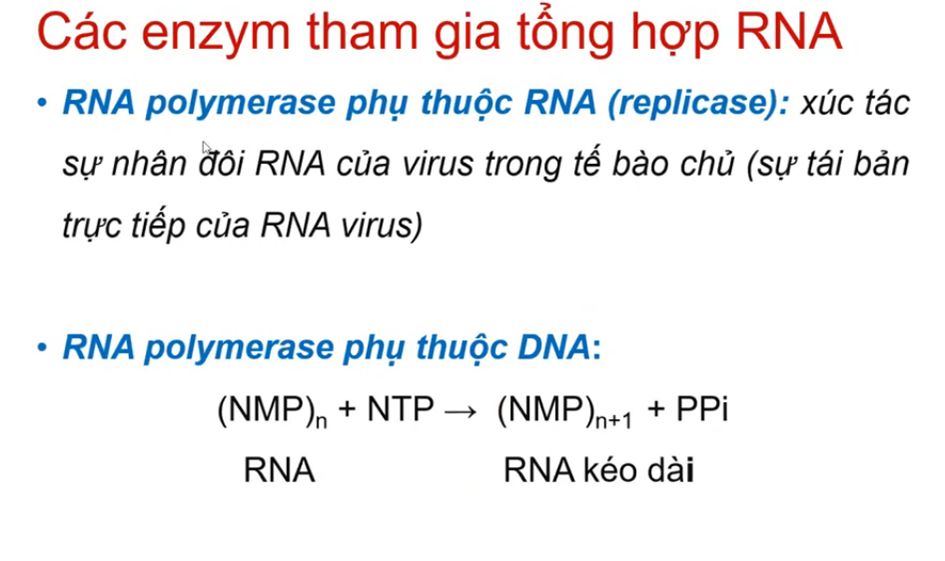 Các enzym tham gia tổng hợp RNA
• RNA polymerase phụ thuộc RNA (replicase): xúc tác
sự nhân đôi RNA của virus trong tế bào chủ (sự tái bản
trực tiếp của RNA virus)
• RNA polymerase phụ thuộc DNA:
(NMP)n + NTP → (NMP)n+1 + PPi
RNA RNA kéo dài